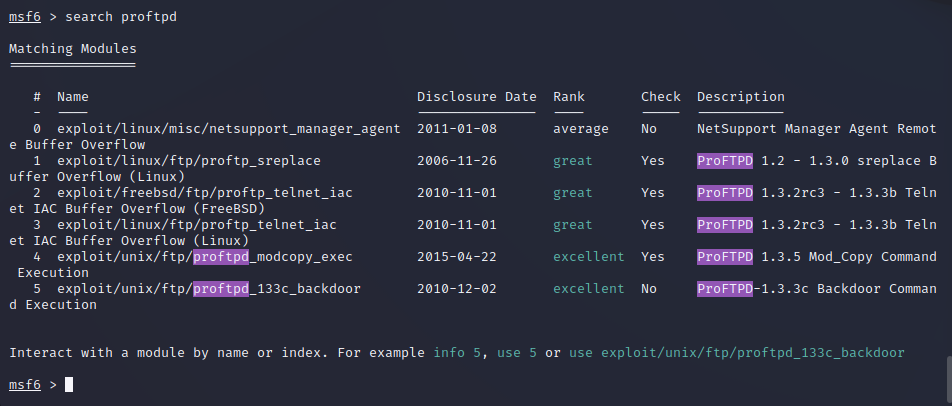 msf6 > search proftpd
Matching Modules
================
#  Name                                      Disclosure Date  Rank       Check  Description
-  ----                                      ---------------  ----       -----  -----------
0  exploit/linux/misc/netsupport_manager_agent  2011-01-08       average    No     NetSupport Manager Agent Remot
e Buffer Overflow
1  exploit/linux/ftp/proftp_sreplace            2006-11-26       great      Yes    ProFTPD 1.2 - 1.3.0 sreplace B
uffer Overflow (Linux)
2  exploit/freebsd/ftp/proftp_telnet_iac        2010-11-01       great      Yes    ProFTPD 1.3.2rc3 - 1.3.3b Teln
et IAC Buffer Overflow (FreeBSD)
3  exploit/linux/ftp/proftp_telnet_iac          2010-11-01       great      Yes    ProFTPD 1.3.2rc3 - 1.3.3b Teln
et IAC Buffer Overflow (Linux)
4  exploit/unix/ftp/proftpd_modcopy_exec        2015-04-22       excellent  Yes    ProFTPD 1.3.5 Mod_Copy Command
Execution
5  exploit/unix/ftp/proftpd_133c_backdoor       2010-12-02       excellent  No     ProFTPD-1.3.3c Backdoor Comman
d Execution
Interact with a module by name or index. For example info 5, use 5 or use exploit/unix/ftp/proftpd_133c_backdoor
msf6 >